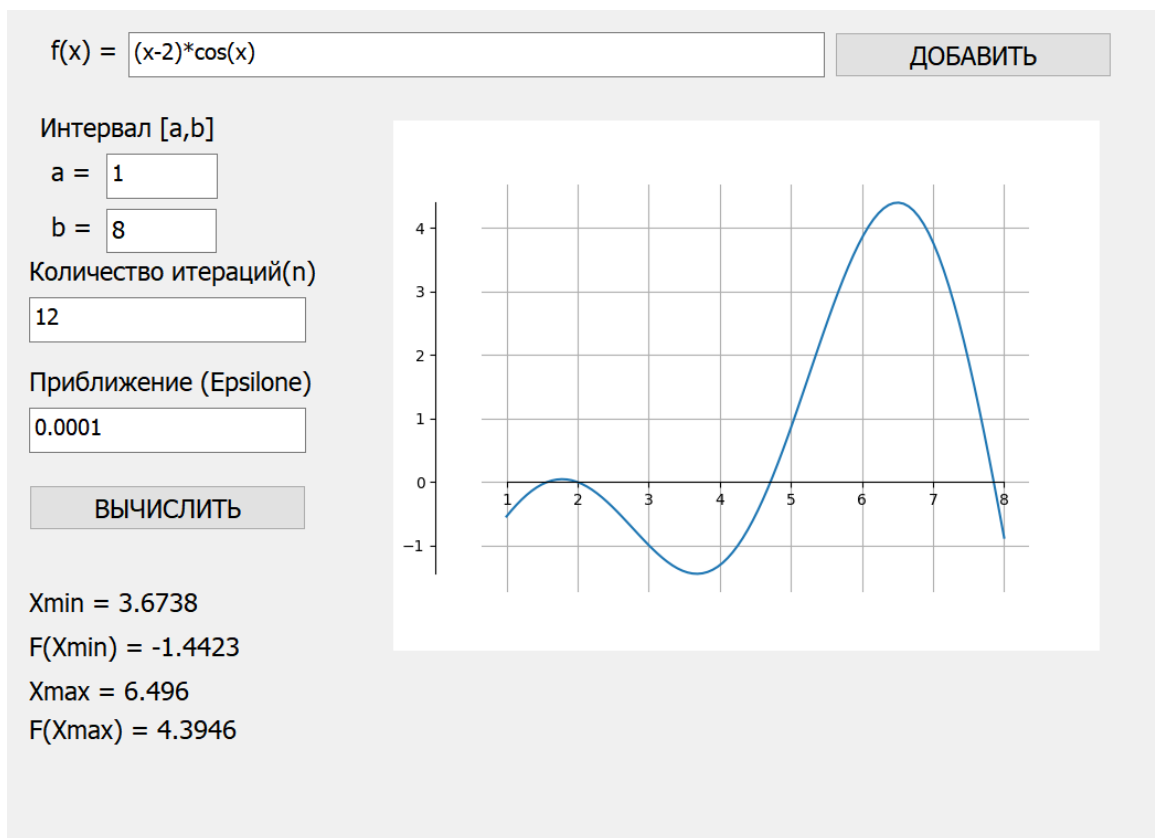 f(x) = (x-2)*cos(x) ДОБАВИТЬ
Интервал [a,b]
a = 1
b = 8
Количество итераций(n)
12
Приближение (Epsilone)
0.0001
ВЫЧИСЛИТЬ
Xmin = 3.6738
F(Xmin) = -1.4423
Xmax = 6.496
F(Xmax) = 4.3946
4
3
2
1
0
−1
1 2 3 4 5 6 7 8